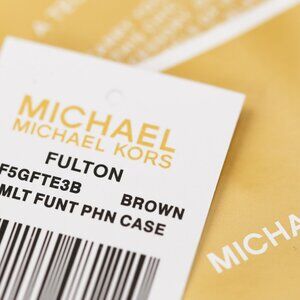 MICHAEL
MICHAEL KORS
FULTON
F5GFTE3B BROWN
MLT FUNT PHN CASE
MICHA